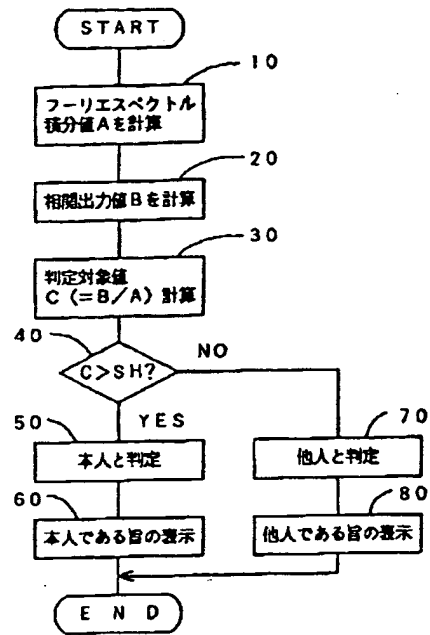 START
10
フーリエスペクトル
積分値Aを計算
20
相関出力値Bを計算
30
判定対象値
C(=B/A)計算
40
C>SH?
NO
YES
50
本人と判定
70
他人と判定
60
本人である旨の表示
80
他人である旨の表示
END